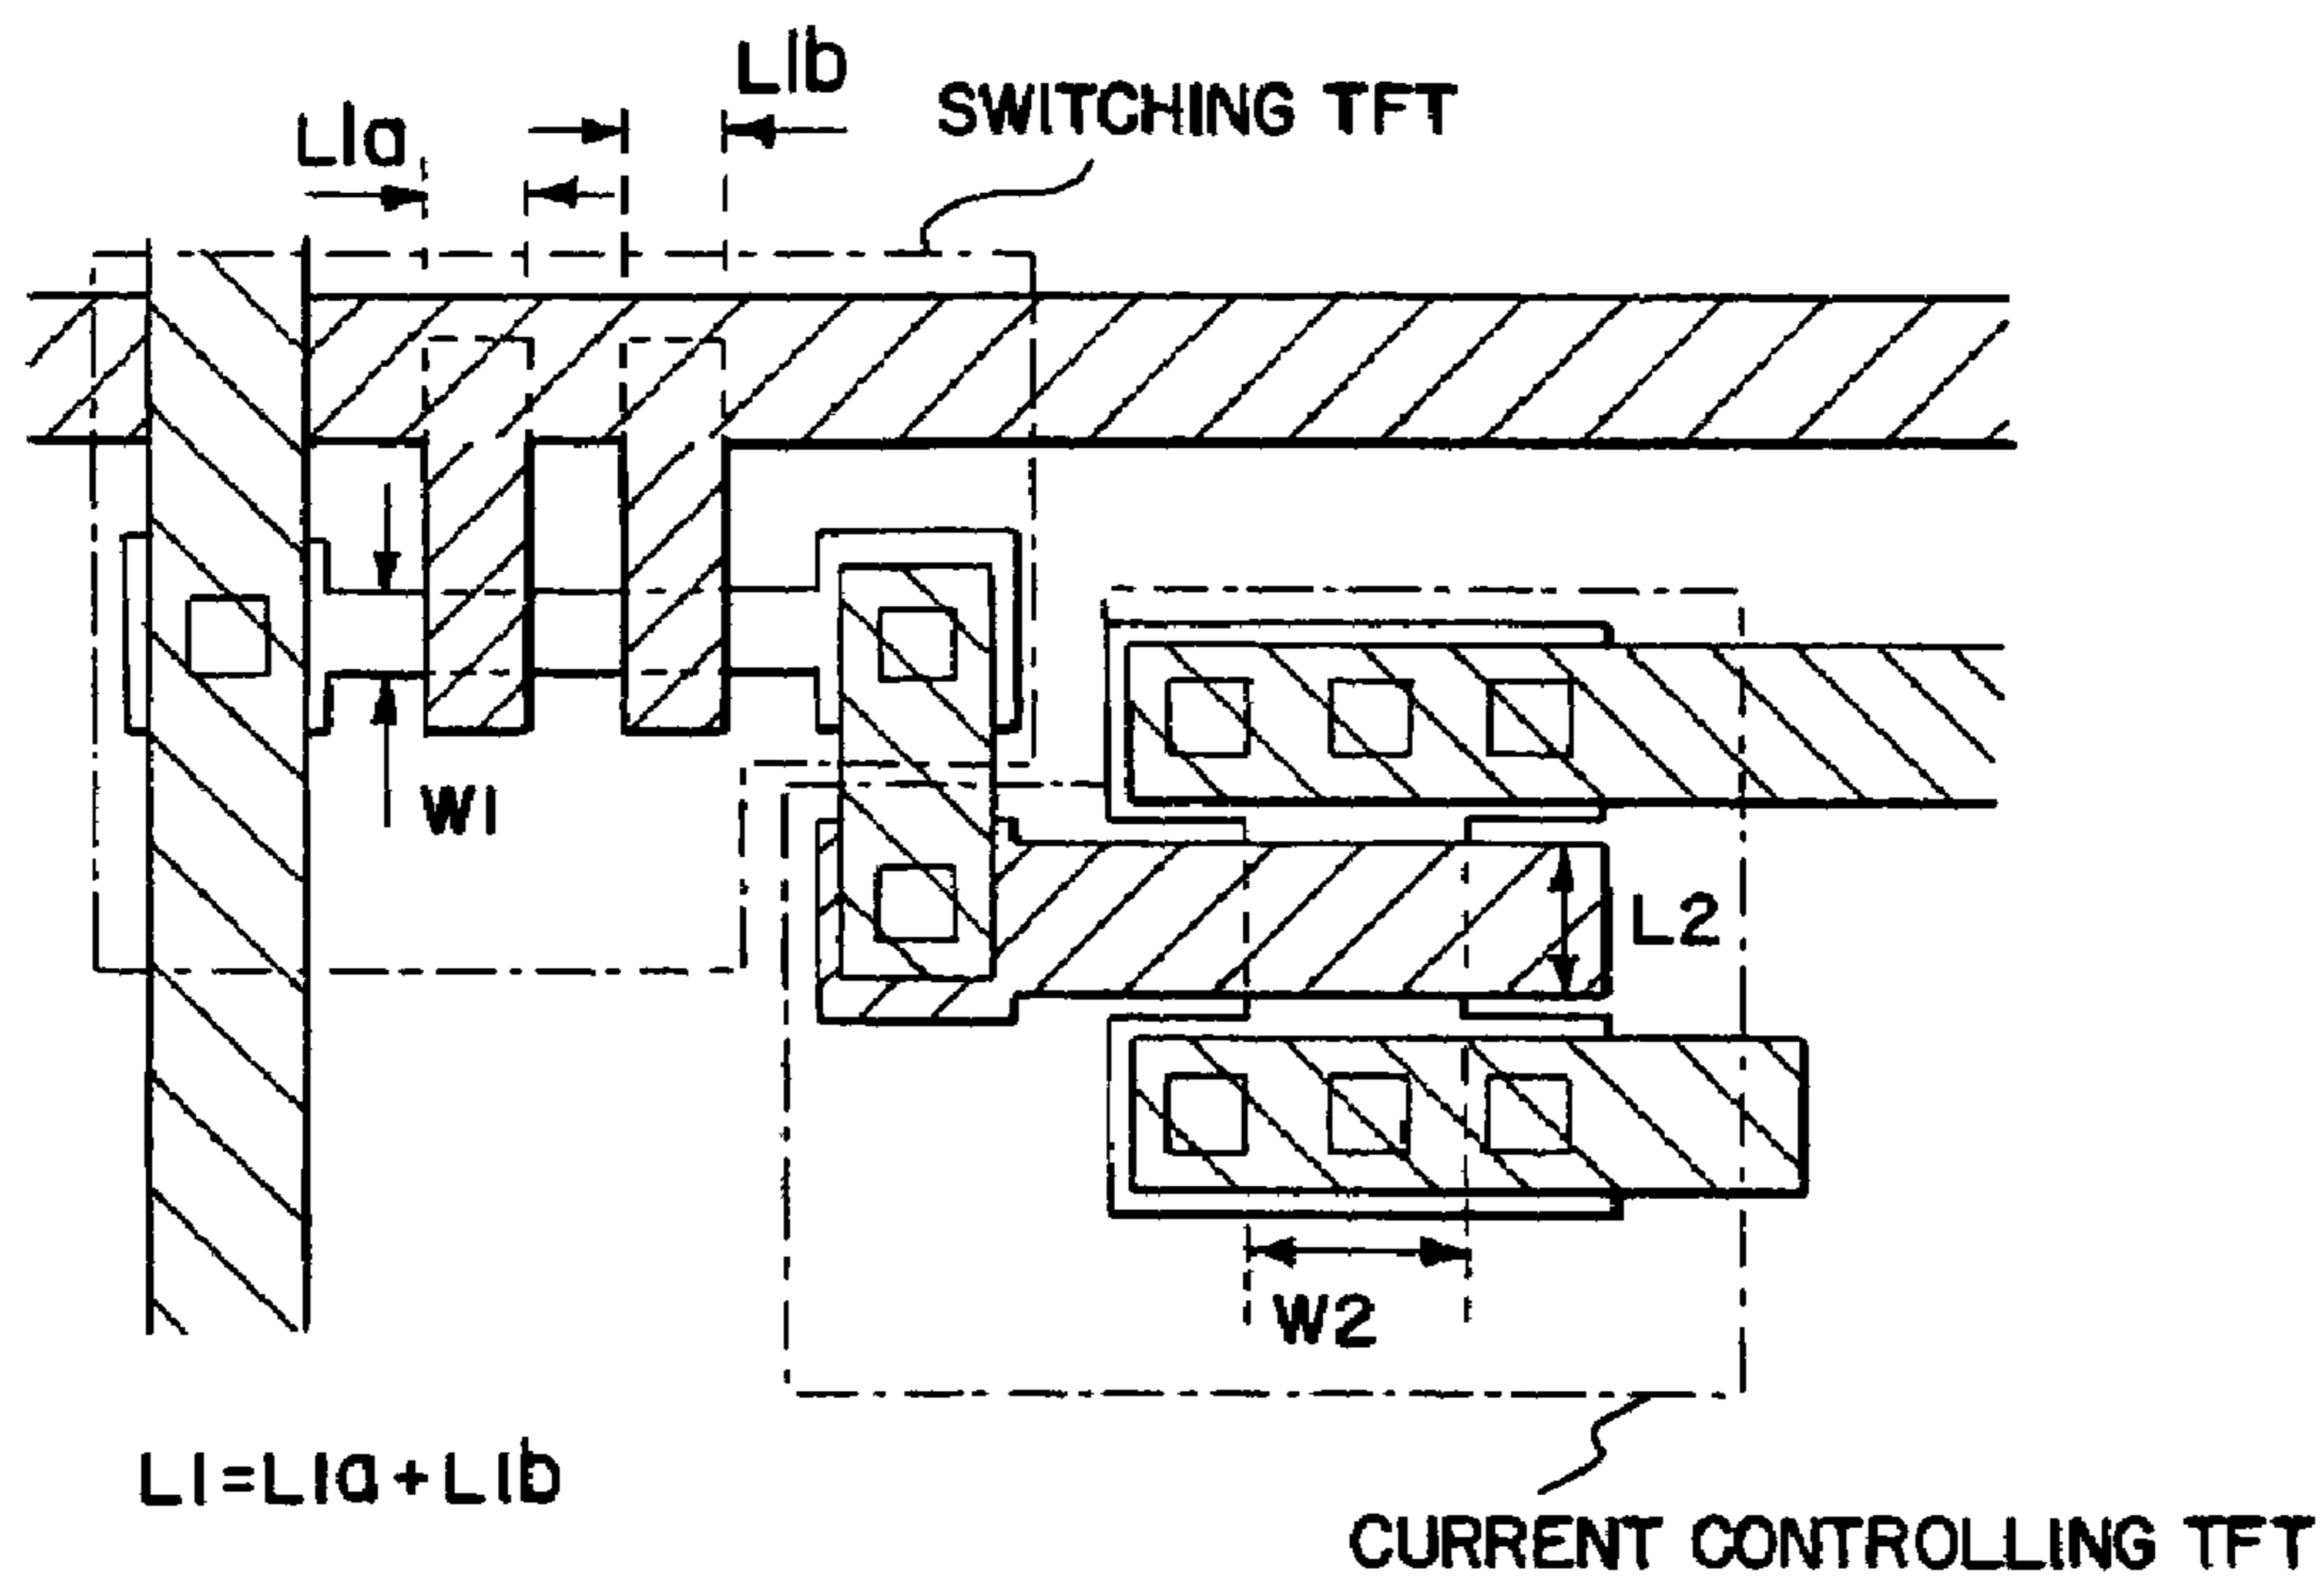 L1b
SWITCHING TFT
L1a
W1
L2
W2
L1=L1a+L1b
CURRENT CONTROLLING TFT